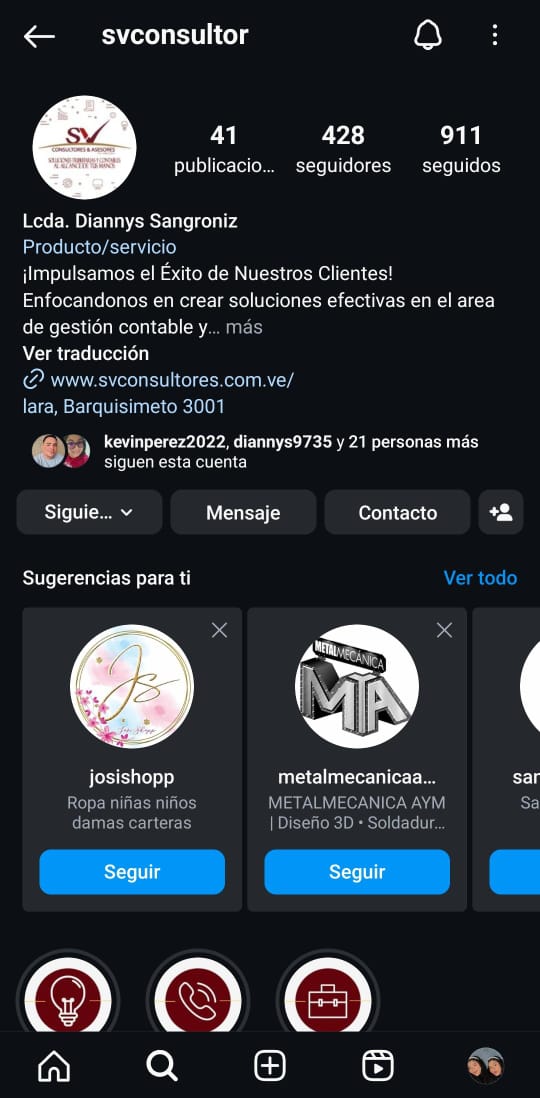 svconsultor
SV
CONSULTORES & ASESORES
SOLUCIONES TRIBUTARIAS Y CONTABLES
AL ALCANCE DE TUS MANOS
41
428
911
publicacio...
seguidores
seguidos
Lcda. Diannys Sangroniz
Producto/servicio
¡Impulsamos el Éxito de Nuestros Clientes!
Enfocandonos en crear soluciones efectivas en el area
de gestión contable y... más
Ver traducción
www.svconsultores.com.ve/
lara, Barquisimeto 3001
kevinperez2022, diannys9735 y 21 personas más
siguen esta cuenta
Siguie...
Mensaje
Contacto
Sugerencias para ti
Ver todo
Js
josishopp
Ropa niñas niños
damas carteras
Seguir
METALMECÁNICA
MTA
metalmecanicaa...
METALMECANICA AYM
| Diseño 3D • Soldadur...
Seguir
san
Sa